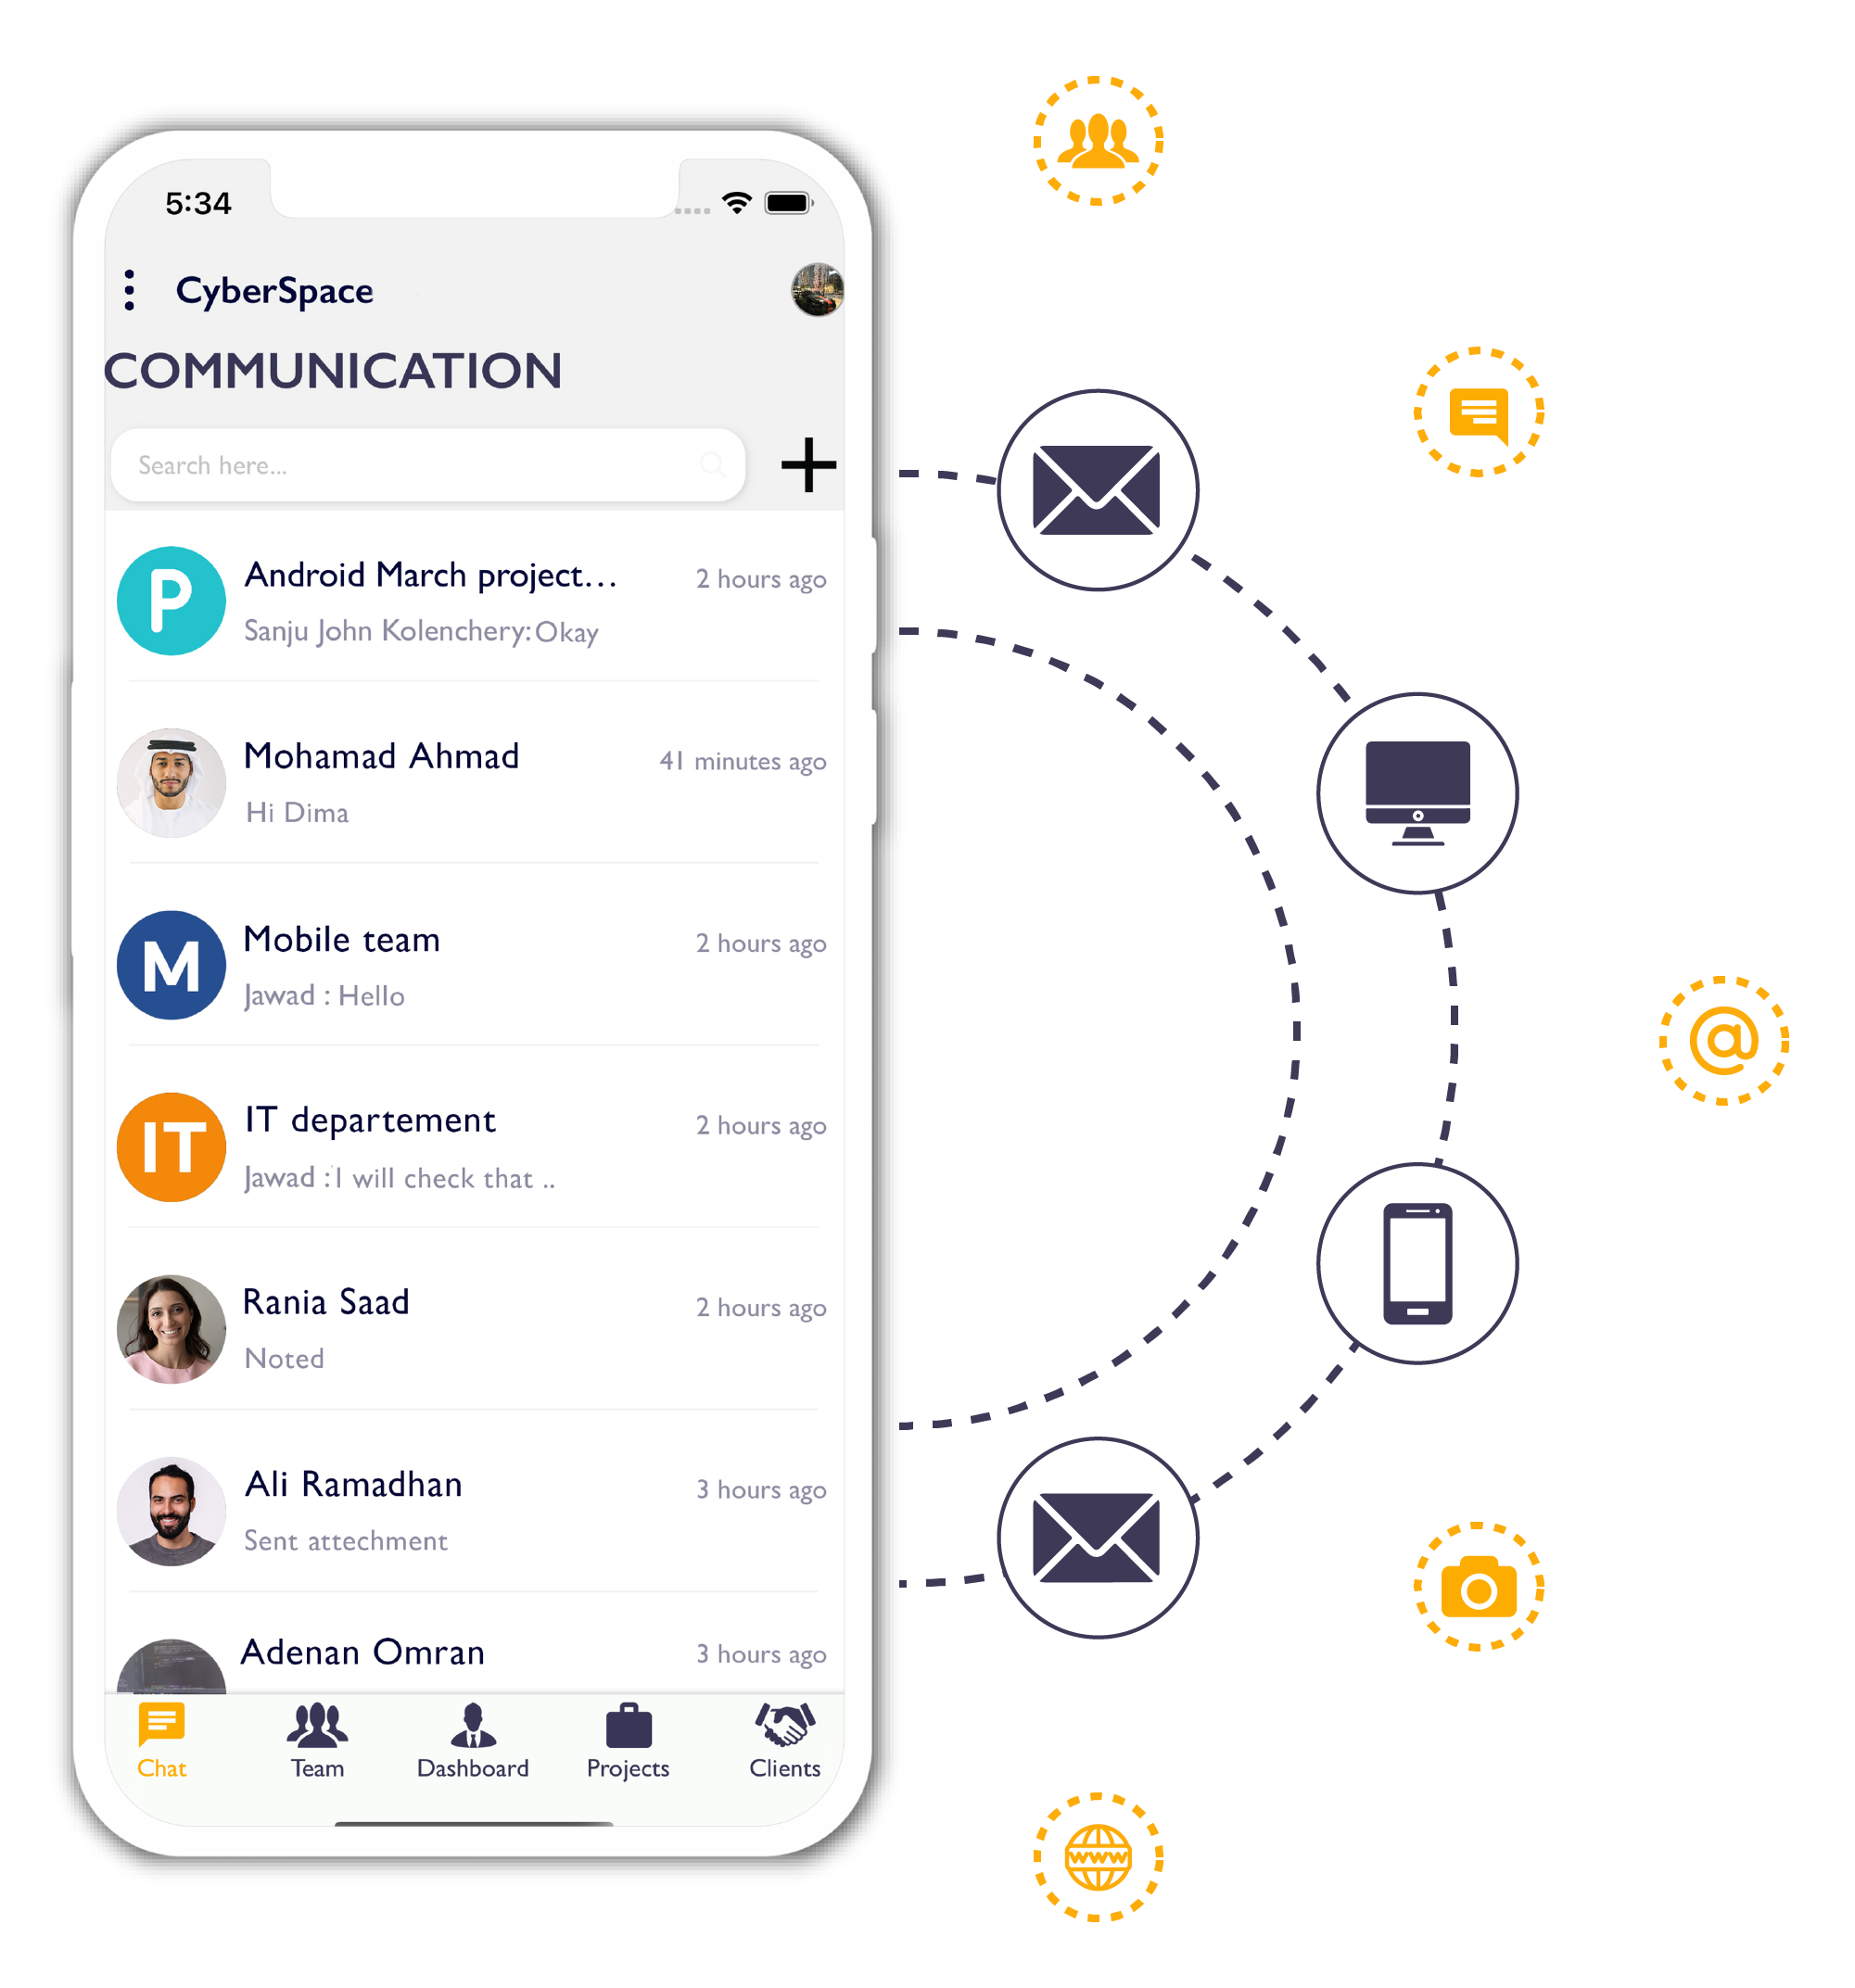 5:34
CyberSpace
COMMUNICATION
Search here...
P
Android March project...
2 hours ago
Sanju John Kolenchery: Okay
Mohamad Ahmad
41 minutes ago
Hi Dima
M
Mobile team
2 hours ago
Jawad : Hello
IT
IT departement
2 hours ago
Jawad : I will check that ..
Rania Saad
2 hours ago
Noted
Ali Ramadhan
3 hours ago
Sent attechment
Adenan Omran
3 hours ago
Chat
Team
Dashboard
Projects
Clients
@
www